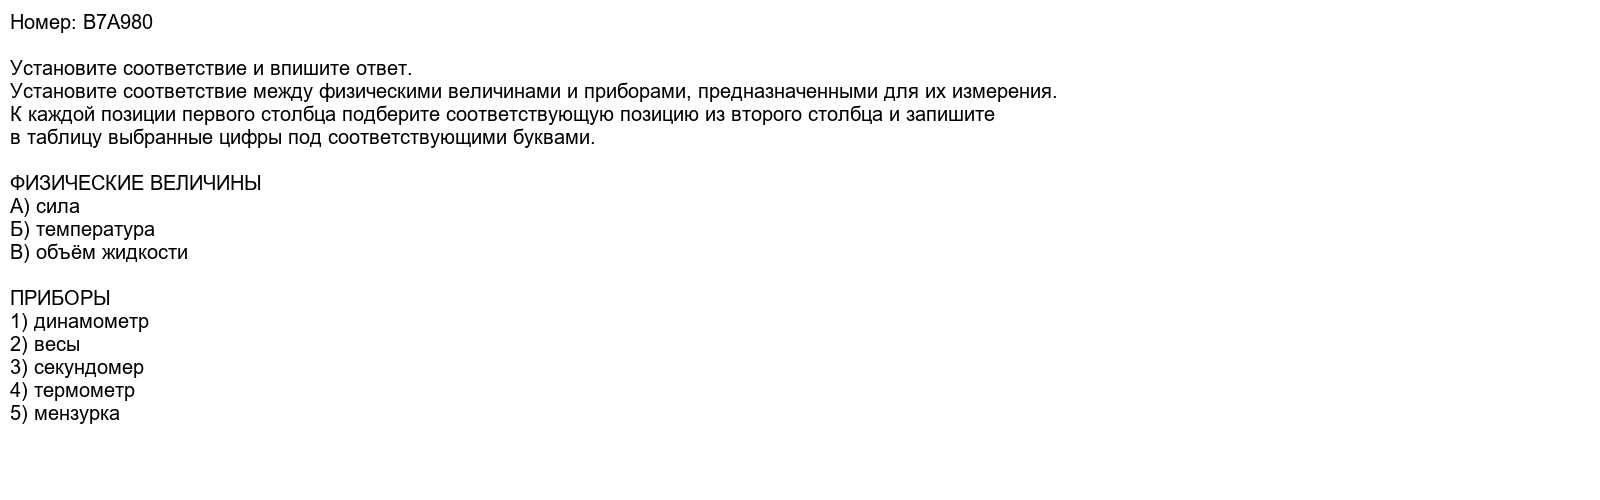 Номер: B7A980
Установите соответствие и впишите ответ.
Установите соответствие между физическими величинами и приборами, предназначенными для их измерения.
К каждой позиции первого столбца подберите соответствующую позицию из второго столбца и запишите
в таблицу выбранные цифры под соответствующими буквами.
ФИЗИЧЕСКИЕ ВЕЛИЧИНЫ
А) сила
Б) температура
В) объём жидкости
ПРИБОРЫ
1) динамометр
2) весы
3) секундомер
4) термометр
5) мензурка